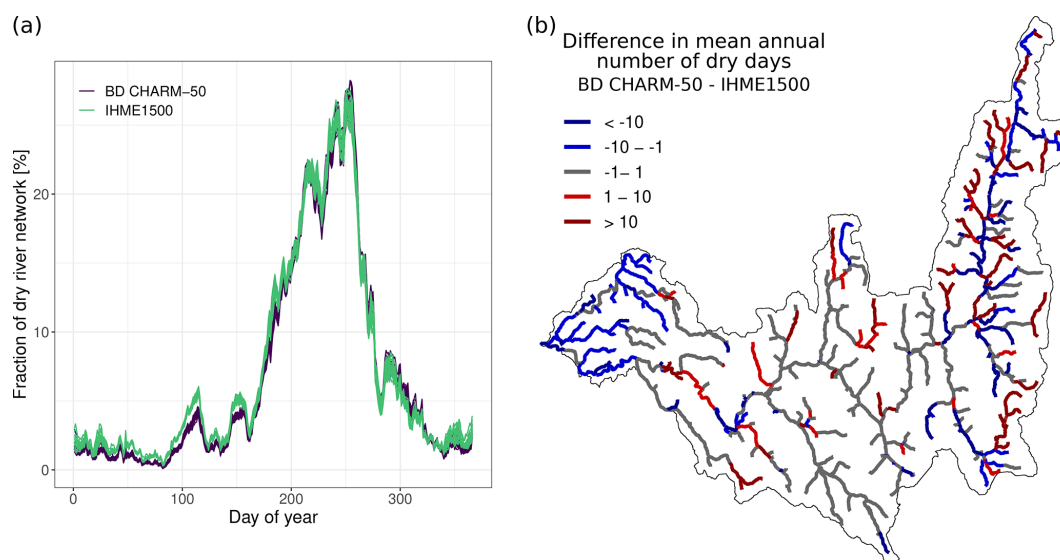 (a)
BD CHARM−50
IHME1500
Fraction of dry river network [%]
20
10
0
0
100
200
300
Day of year
(b)
Difference in mean annual
number of dry days
BD CHARM-50 - IHME1500
< -10
-10 – -1
-1– 1
1 – 10
> 10